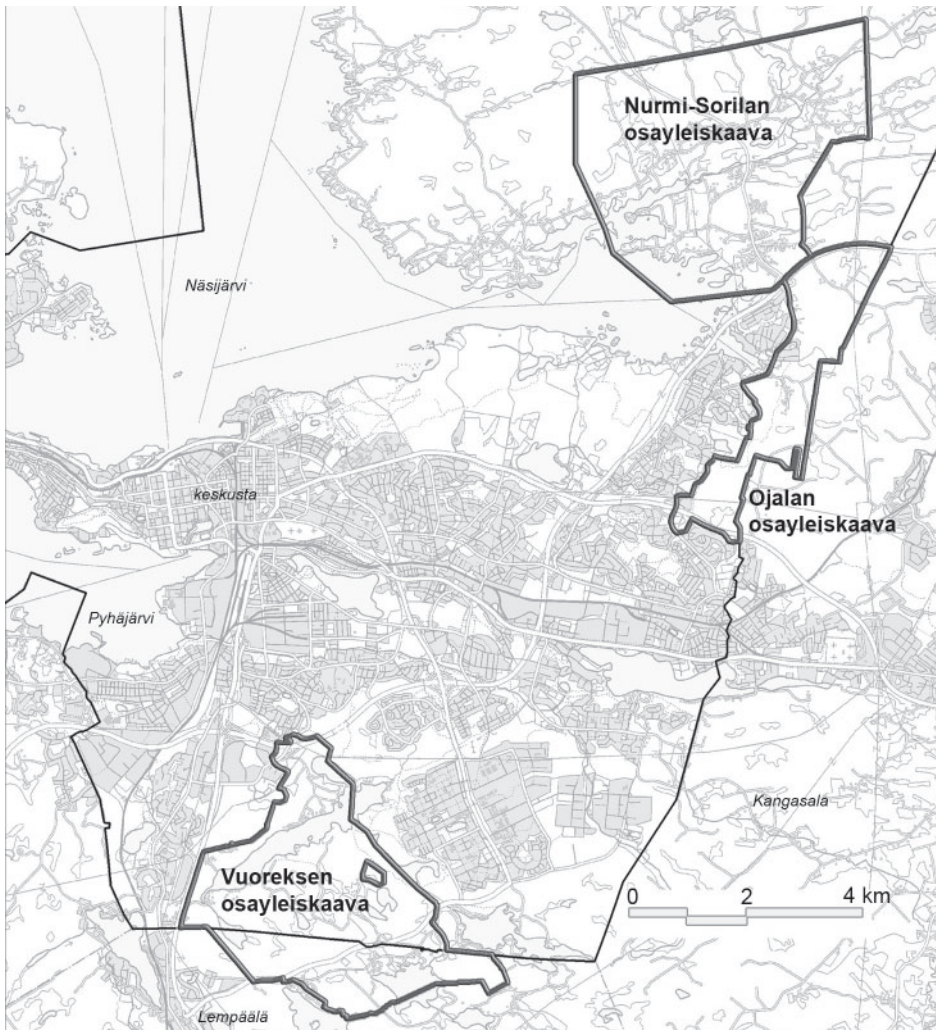 Nurmi-Sorilan
osayleiskaava
Näsijärvi
keskusta
Ojalan
osayleiskaava
Pyhäjärvi
Kangasala
Vuoreksen
osayleiskaava
0 2 4 km
Lempäälä